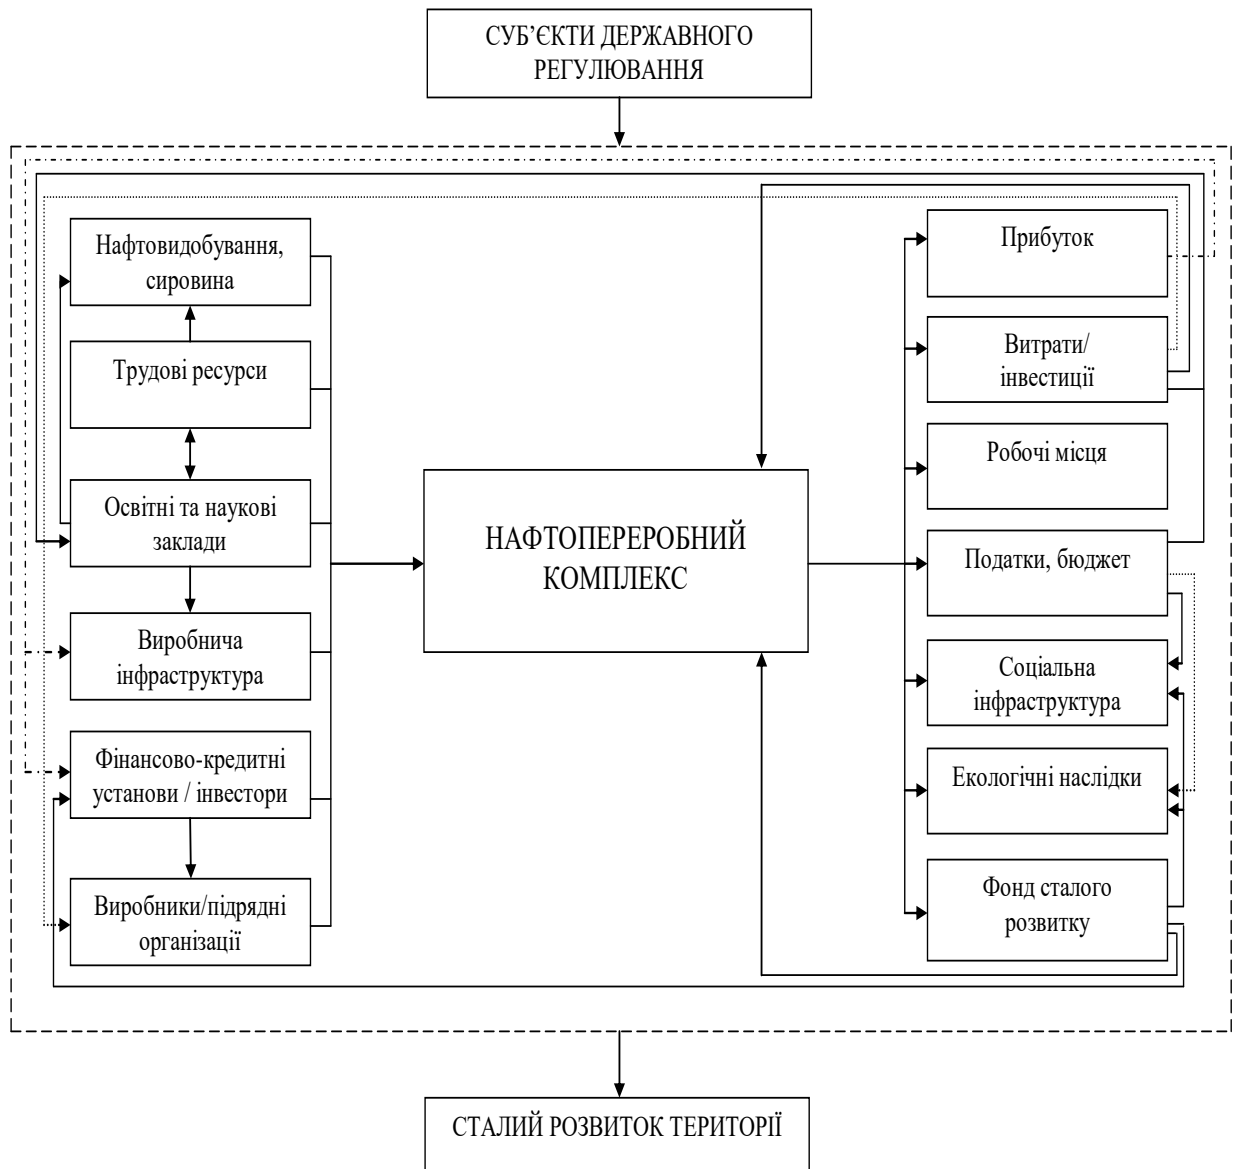 СУБ’ЄКТИ ДЕРЖАВНОГО
РЕГУЛЮВАННЯ
Нафтовидобування,
сировина
Трудові ресурси
Освітні та наукові
заклади
Виробнича
інфраструктура
Фінансово-кредитні
установи / інвестори
Виробники/підрядні
організації
НАФТОПЕРЕРОБНИЙ
КОМПЛЕКС
Прибуток
Витрати/
інвестиції
Робочі місця
Податки, бюджет
Соціальна
інфраструктура
Екологічні наслідки
Фонд сталого
розвитку
СТАЛИЙ РОЗВИТОК ТЕРИТОРІЇ